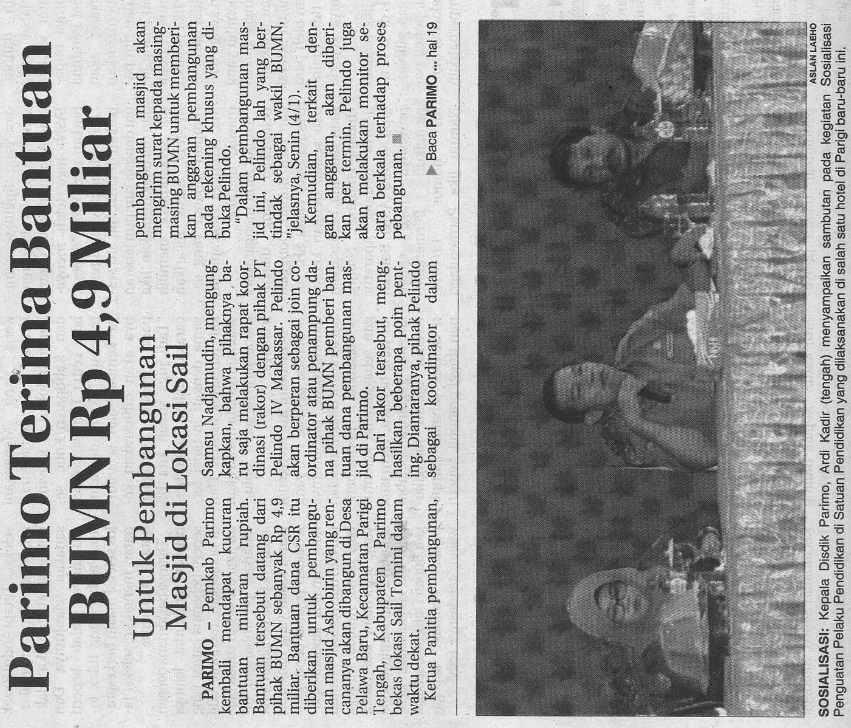 Parimo Terima Bantuan
BUMN Rp 4,9 Miliar
Untuk Pembangunan
Masjid di Lokasi Sail
PARIMO – Pemkab Parimo
kembali mendapat kucuran
bantuan miliaran rupiah.
Bantuan tersebut datang dari
pihak BUMN sebanyak Rp 4.9
miliar. Bantuan dana CSR itu
diberikan untuk pembangu-
nan masjid Ashobirin yang ren-
cananya akan dibangun di Desa
Pelawa Baru, Kecamatan Parigi
Tengah, Kabupaten Parimo
bekas lokasi Sail Tomini dalam
waktu dekat.
Ketua Panitia pembangunan,
Samsu Nadjamudin, mengung-
kapkan, bahwa pihaknya ba-
ru saja melakukan rapat koor-
dinasi (rakor) dengan pihak PT
Pelindo IV Makassar. Pelindo
akan berperan sebagai join co-
ordinator atau penampung da-
na pihak BUMN pemberi ban-
tuan dana pembangunan mas-
jid di Parimo.
Dari rakor tersebut, meng-
hasilkan beberapa poin pent-
ing, Diantaranya, pihak Pelindo
sebagai koordinator dalam
pembangunan masjid akan
mengirim surat kepada masing-
masing BUMN untuk memberi-
kan anggaran pembangunan
pada rekening khusus yang di-
buka Pelindo.
"Dalam pembangunan mas-
jid ini, Pelindo lah yang ber-
tindak sebagai wakil BUMN,
"jelasnya, Senin (4/1).
Kemudian, terkait den-
gan anggaran, akan diberi-
kan per termin. Pelindo juga
akan melakukan monitor se-
cara berkala terhadap proses
pebangunan.
Baca PARIMO ... hal 19
ASLAN LAEHO
SOSIALISASI: Kepala Disdik Parimo, Ardi Kadir (tengah) menyampaikan sambutan pada kegiatan Sosialisasi
Penguatan Pelaku Pendidikan di Satuan Pendidikan yang dilaksanakan di salah satu hotel di Parigi baru-baru ini.